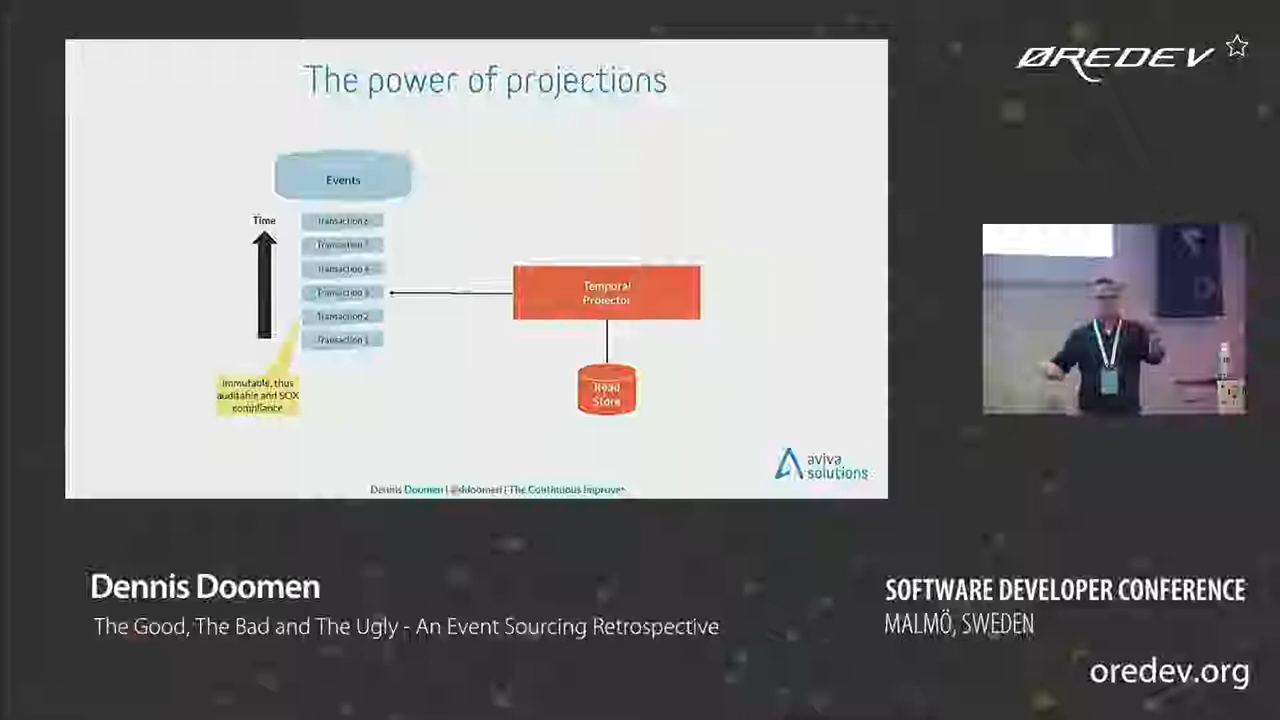 The power of projections
Events
Time
Transaction 6
Transaction 5
Transaction 4
Transaction 3
Transaction 2
Transaction 1
Temporal
Projector
Read
Store
Immutable, thus
auditable and SOX
compliance
aviva
solutions
Dennis Doomen | @ddoomen | The Continuous Improver
ØREDEV
Dennis Doomen
The Good, The Bad and The Ugly - An Event Sourcing Retrospective
SOFTWARE DEVELOPER CONFERENCE
MALMÖ, SWEDEN
oredev.org